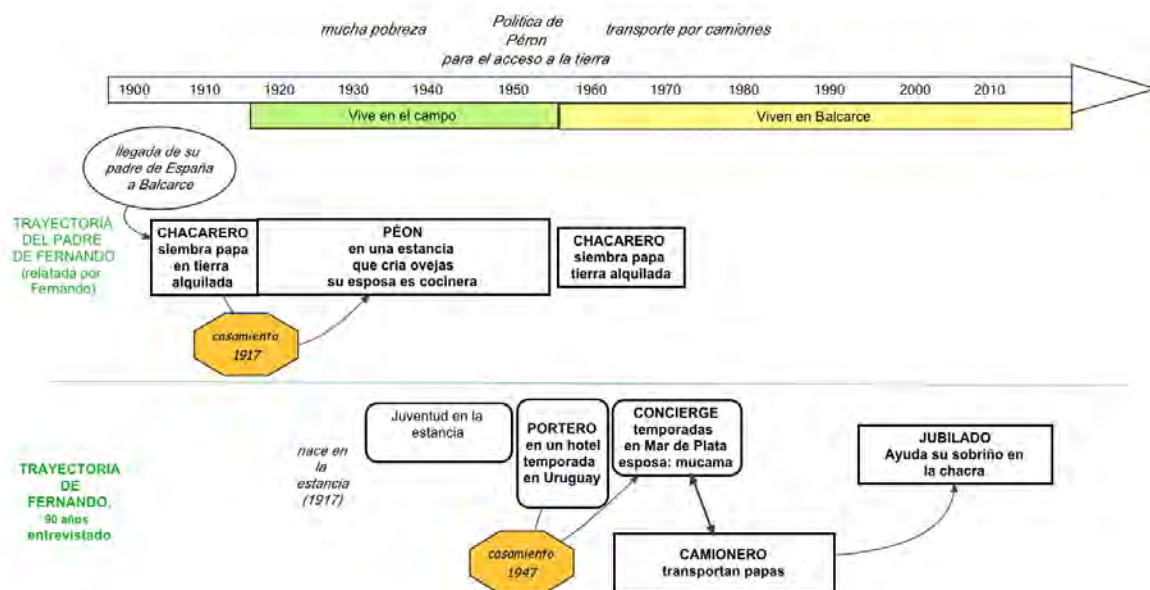 mucha pobreza
Politica de
Péron
para el acceso a la tierra
transporte por camiones
1900 1910 1920 1930 1940 1950 1960 1970 1980 1990 2000 2010
Vive en el campo
Viven en Balcarce
llegada de su
padre de España
a Balcarce
TRAYECTORIA
DEL PADRE
DE FERNANDO
(relatada por
Fernando)
CHACARERO
siembra papa
en tierra
alquilada
PÉON
en una estancia
que cria ovejas
su esposa es cocinera
CHACARERO
siembra papa
tierra alquilada
casamiento
1917
TRAYECTORIA
DE
FERNANDO,
90 años
entrevistado
nace en
la
estancia
(1917)
Juventud en la
estancia
PORTERO
en un hotel
temporada
en Uruguay
CONCIERGE
temporadas
en Mar de Plata
esposa: mucama
JUBILADO
Ayuda su sobriño en
la chacra
casamiento
1947
CAMIONERO
transportan papas